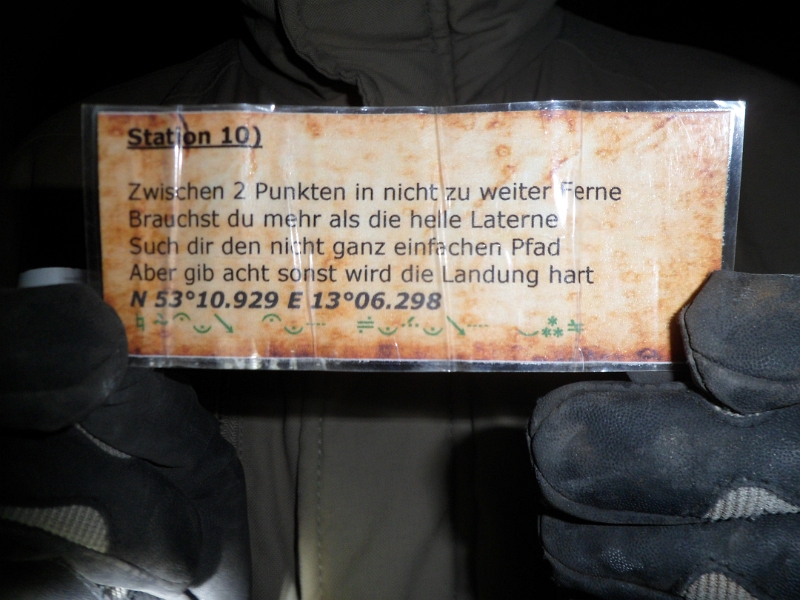 Station 10)
Zwischen 2 Punkten in nicht zu weiter Ferne
Brauchst du mehr als die helle Laterne
Such dir den nicht ganz einfachen Pfad
Aber gib acht sonst wird die Landung hart
N 53°10.929 E 13°06.298